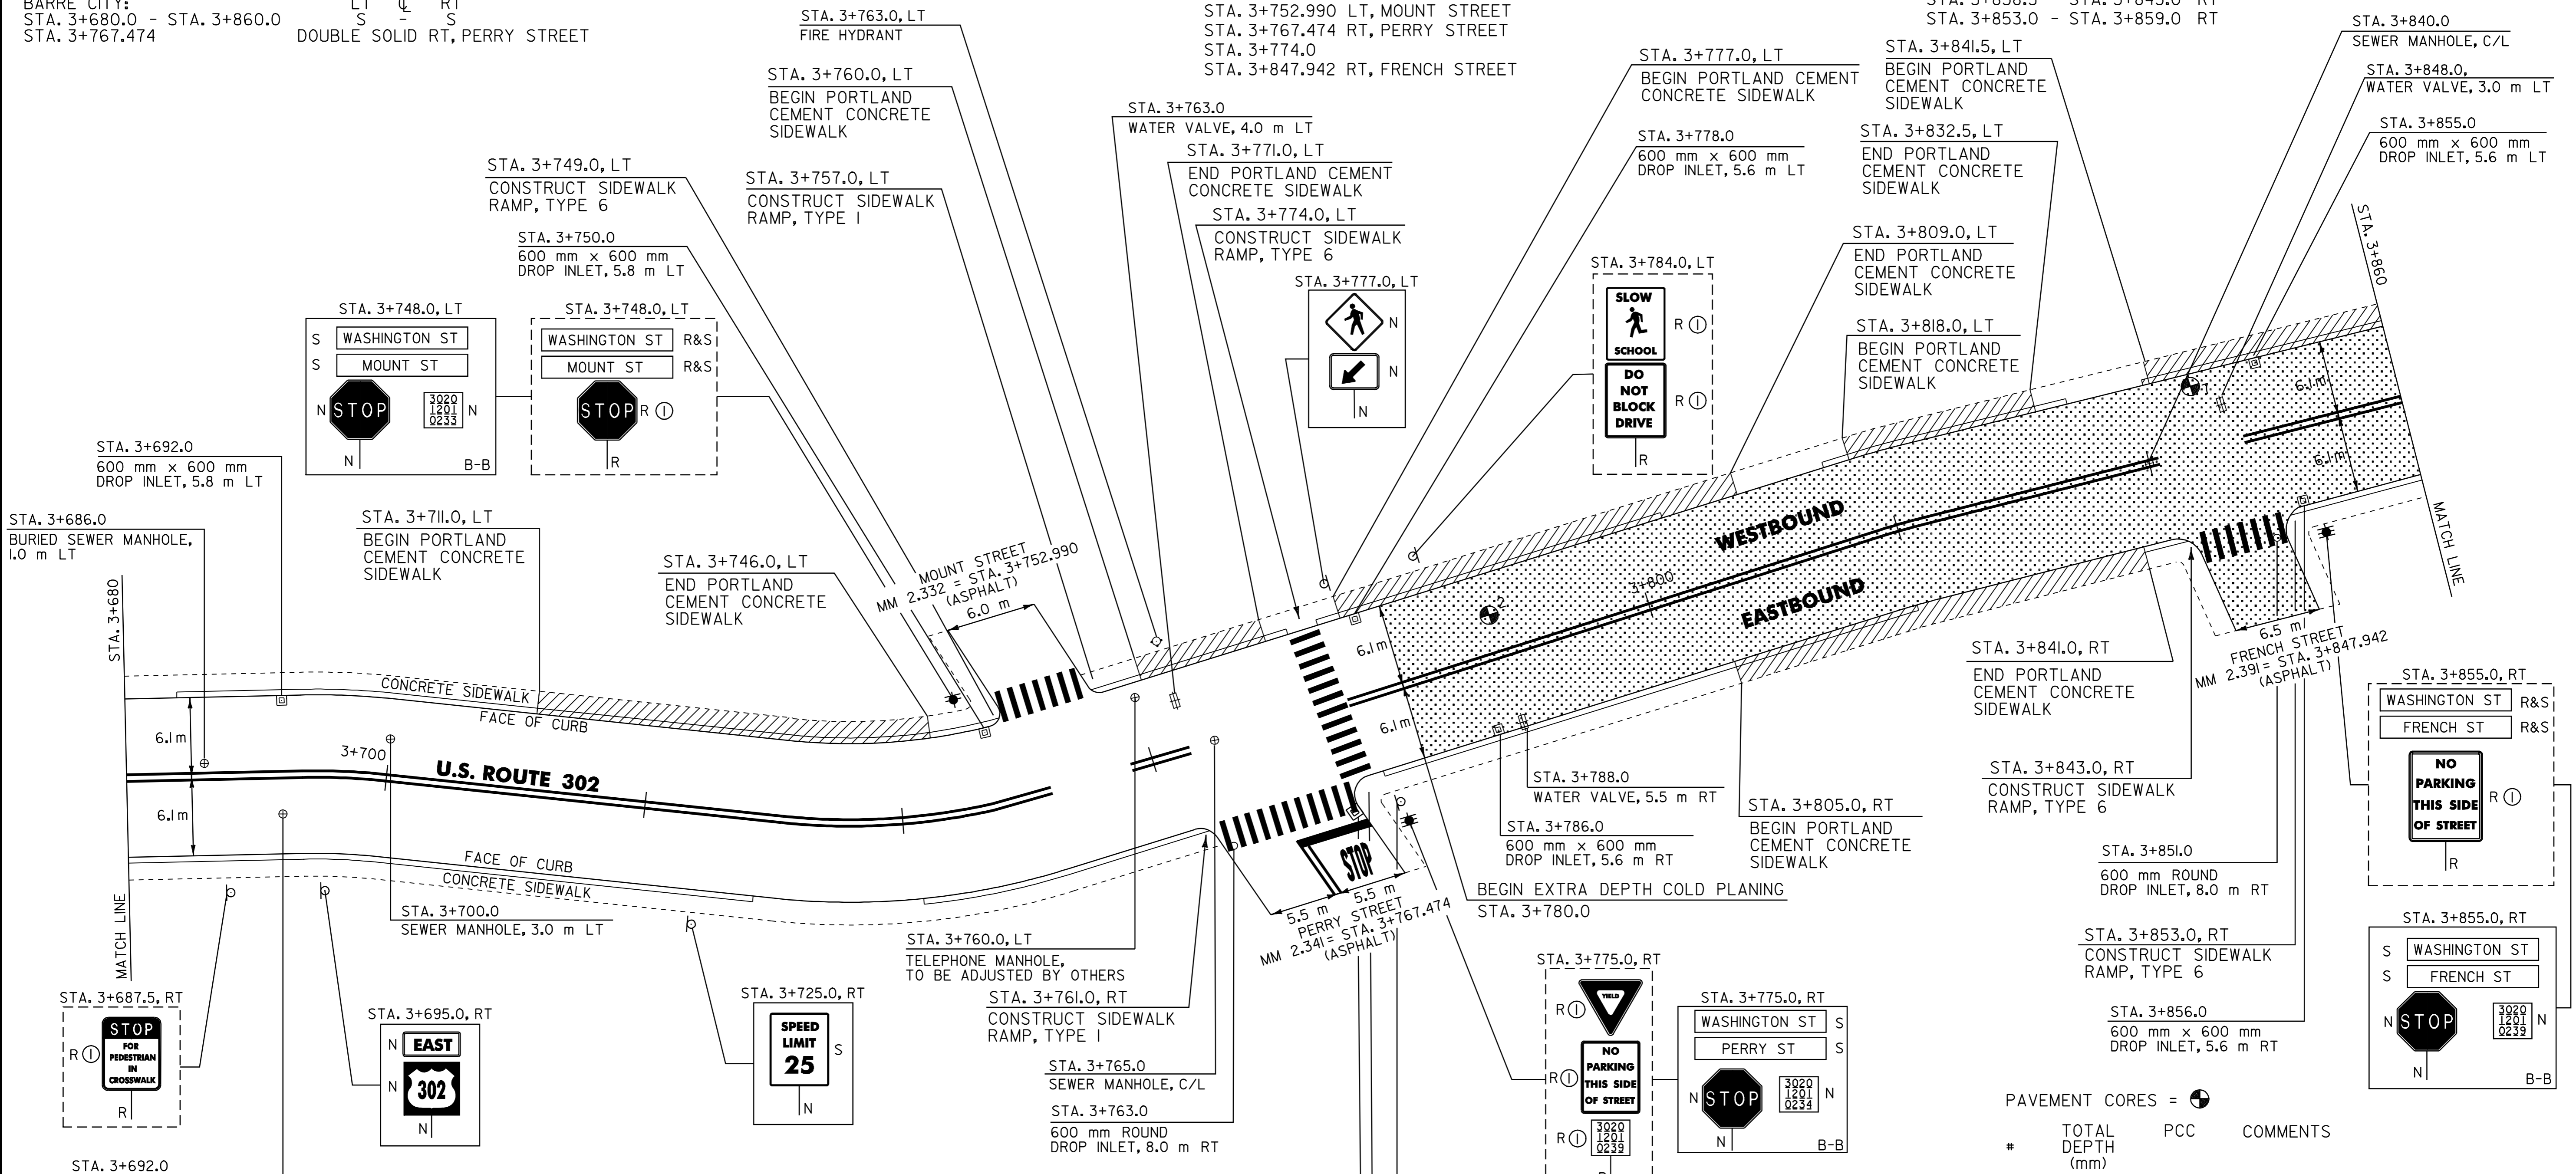 BARRE CITY:
LT ℄ RT
STA. 3+680.0 - STA. 3+860.0 S - S
STA. 3+767.474 DOUBLE SOLID RT, PERRY STREET
STA. 3+752.990 LT, MOUNT STREET
STA. 3+767.474 RT, PERRY STREET
STA. 3+774.0
STA. 3+847.942 RT, FRENCH STREET
STA. 3+853.0 - STA. 3+859.0 RT
STA. 3+763.0, LT
FIRE HYDRANT
STA. 3+760.0, LT
BEGIN PORTLAND
CEMENT CONCRETE
SIDEWALK
STA. 3+749.0, LT
CONSTRUCT SIDEWALK
RAMP, TYPE 6
STA. 3+757.0, LT
CONSTRUCT SIDEWALK
RAMP, TYPE 1
STA. 3+750.0
600 mm x 600 mm
DROP INLET, 5.8 m LT
STA. 3+763.0
WATER VALVE, 4.0 m LT
STA. 3+771.0, LT
END PORTLAND CEMENT
CONCRETE SIDEWALK
STA. 3+774.0, LT
CONSTRUCT SIDEWALK
RAMP, TYPE 6
STA. 3+777.0, LT
N
N
N
STA. 3+777.0, LT
BEGIN PORTLAND CEMENT
CONCRETE SIDEWALK
STA. 3+778.0
600 mm x 600 mm
DROP INLET, 5.6 m LT
STA. 3+784.0, LT
SLOW
SCHOOL
R 1
DO
NOT
BLOCK
DRIVE
R 1
R
STA. 3+841.5, LT
BEGIN PORTLAND
CEMENT CONCRETE
SIDEWALK
STA. 3+832.5, LT
END PORTLAND
CEMENT CONCRETE
SIDEWALK
STA. 3+809.0, LT
END PORTLAND
CEMENT CONCRETE
SIDEWALK
STA. 3+818.0, LT
BEGIN PORTLAND
CEMENT CONCRETE
SIDEWALK
STA. 3+840.0
SEWER MANHOLE, C/L
STA. 3+848.0,
WATER VALVE, 3.0 m LT
STA. 3+855.0
600 mm x 600 mm
DROP INLET, 5.6 m LT
STA. 3+860
MATCH LINE
STA. 3+748.0, LT
S WASHINGTON ST
S MOUNT ST
N STOP 3020 1201 0233 N
N
B-B
STA. 3+748.0, LT
WASHINGTON ST R&S
MOUNT ST R&S
STOP R 1
R
STA. 3+692.0
600 mm x 600 mm
DROP INLET, 5.8 m LT
STA. 3+686.0
BURIED SEWER MANHOLE,
1.0 m LT
STA. 3+711.0, LT
BEGIN PORTLAND
CEMENT CONCRETE
SIDEWALK
STA. 3+746.0, LT
END PORTLAND
CEMENT CONCRETE
SIDEWALK
MOUNT STREET
MM 2.332 = STA. 3+752.990
(ASPHALT)
6.0 m
STA. 3+680
MATCH LINE
CONCRETE SIDEWALK
FACE OF CURB
6.1 m
6.1 m
3+700
U.S. ROUTE 302
FACE OF CURB
CONCRETE SIDEWALK
WESTBOUND
EASTBOUND
3+800
2
7
6.1 m
6.1 m
6.1 m
6.1 m
STOP
5.5 m
5.5 m
PERRY STREET
MM 2.341 = STA. 3+767.474
(ASPHALT)
6.5 m
FRENCH STREET
MM 2.391 = STA. 3+847.942
(ASPHALT)
STA. 3+700.0
SEWER MANHOLE, 3.0 m LT
STA. 3+760.0, LT
TELEPHONE MANHOLE,
TO BE ADJUSTED BY OTHERS
STA. 3+761.0, RT
CONSTRUCT SIDEWALK
RAMP, TYPE 1
STA. 3+765.0
SEWER MANHOLE, C/L
STA. 3+763.0
600 mm ROUND
DROP INLET, 8.0 m RT
STA. 3+788.0
WATER VALVE, 5.5 m RT
STA. 3+786.0
600 mm x 600 mm
DROP INLET, 5.6 m RT
BEGIN EXTRA DEPTH COLD PLANING
STA. 3+780.0
STA. 3+805.0, RT
BEGIN PORTLAND
CEMENT CONCRETE
SIDEWALK
STA. 3+841.0, RT
END PORTLAND
CEMENT CONCRETE
SIDEWALK
STA. 3+843.0, RT
CONSTRUCT SIDEWALK
RAMP, TYPE 6
STA. 3+851.0
600 mm ROUND
DROP INLET, 8.0 m RT
STA. 3+853.0, RT
CONSTRUCT SIDEWALK
RAMP, TYPE 6
STA. 3+856.0
600 mm x 600 mm
DROP INLET, 5.6 m RT
STA. 3+855.0, RT
WASHINGTON ST R&S
FRENCH ST R&S
NO
PARKING
THIS SIDE
OF STREET
R 1
R
STA. 3+855.0, RT
S WASHINGTON ST
S FRENCH ST
N STOP 3020 1201 0239 N
N
B-B
STA. 3+687.5, RT
STOP
FOR
PEDESTRIAN
IN
CROSSWALK
R 1
R
STA. 3+695.0, RT
N EAST
N 302
N
STA. 3+725.0, RT
SPEED
LIMIT
25
S
N
STA. 3+775.0, RT
R 1 YIELD
NO
PARKING
THIS SIDE
OF STREET
R 1
R 1 3020 1201 0239
STA. 3+775.0, RT
WASHINGTON ST S
PERRY ST S
N STOP 3020 1201 0234 N
N
B-B
STA. 3+692.0
PAVEMENT CORES =
# TOTAL DEPTH (mm) PCC COMMENTS